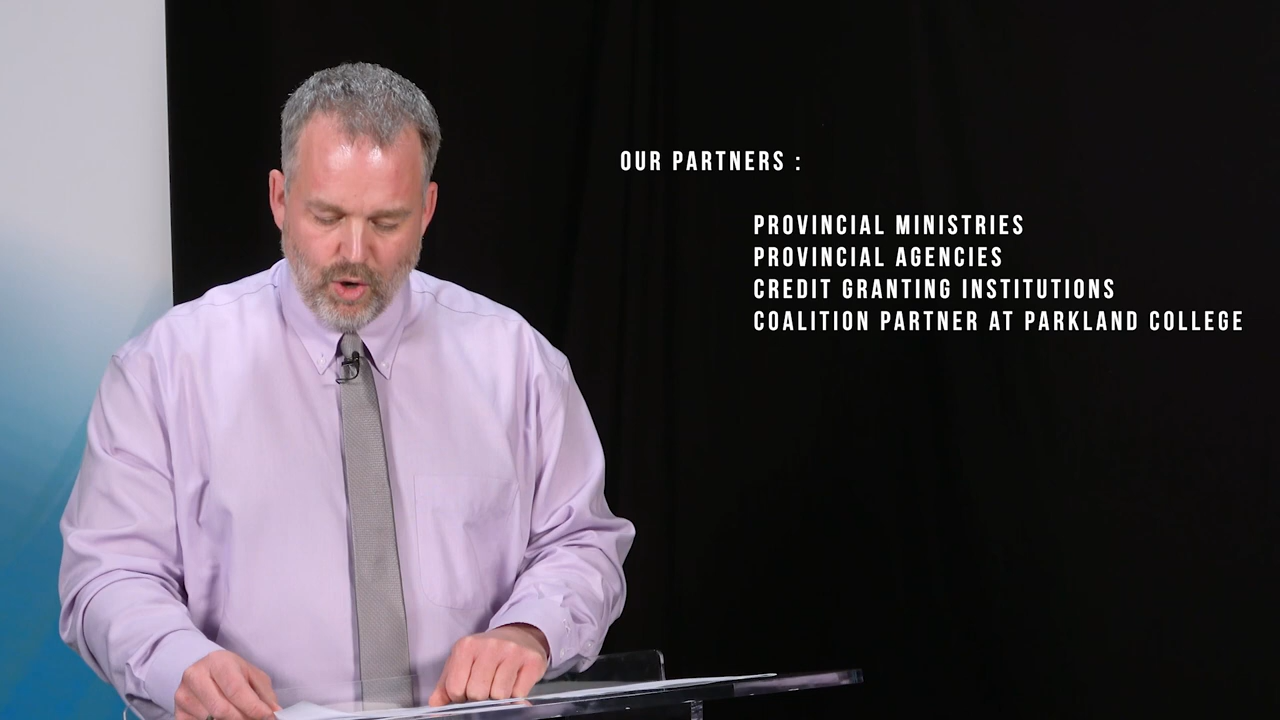 OUR PARTNERS :
PROVINCIAL MINISTRIES
PROVINCIAL AGENCIES
CREDIT GRANTING INSTITUTIONS
COALITION PARTNER AT PARKLAND COLLEGE